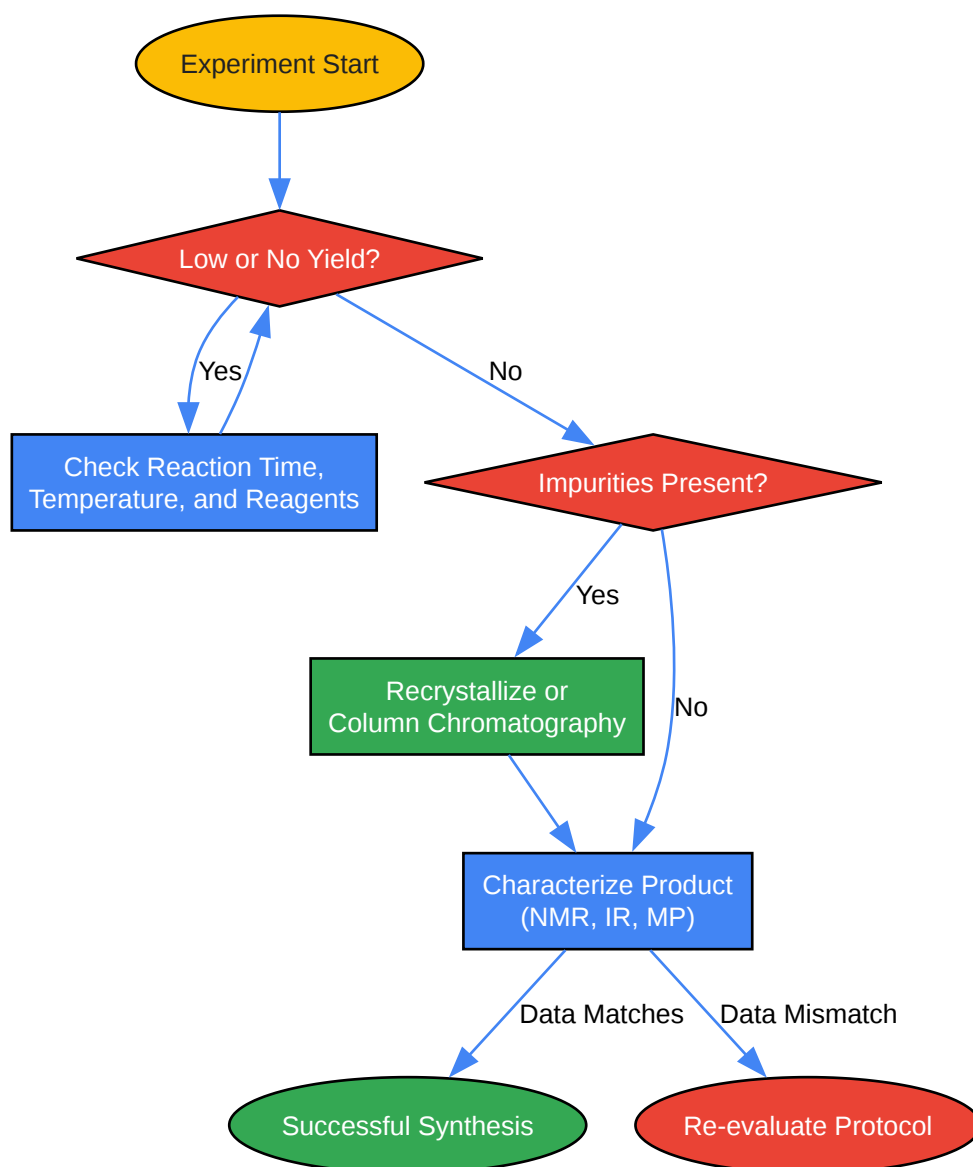 Experiment Start
Low or No Yield?
Yes
No
Check Reaction Time,
Temperature, and Reagents
Impurities Present?
Yes
No
Recrystallize or
Column Chromatography
Characterize Product
(NMR, IR, MP)
Data Matches
Data Mismatch
Successful Synthesis
Re-evaluate Protocol